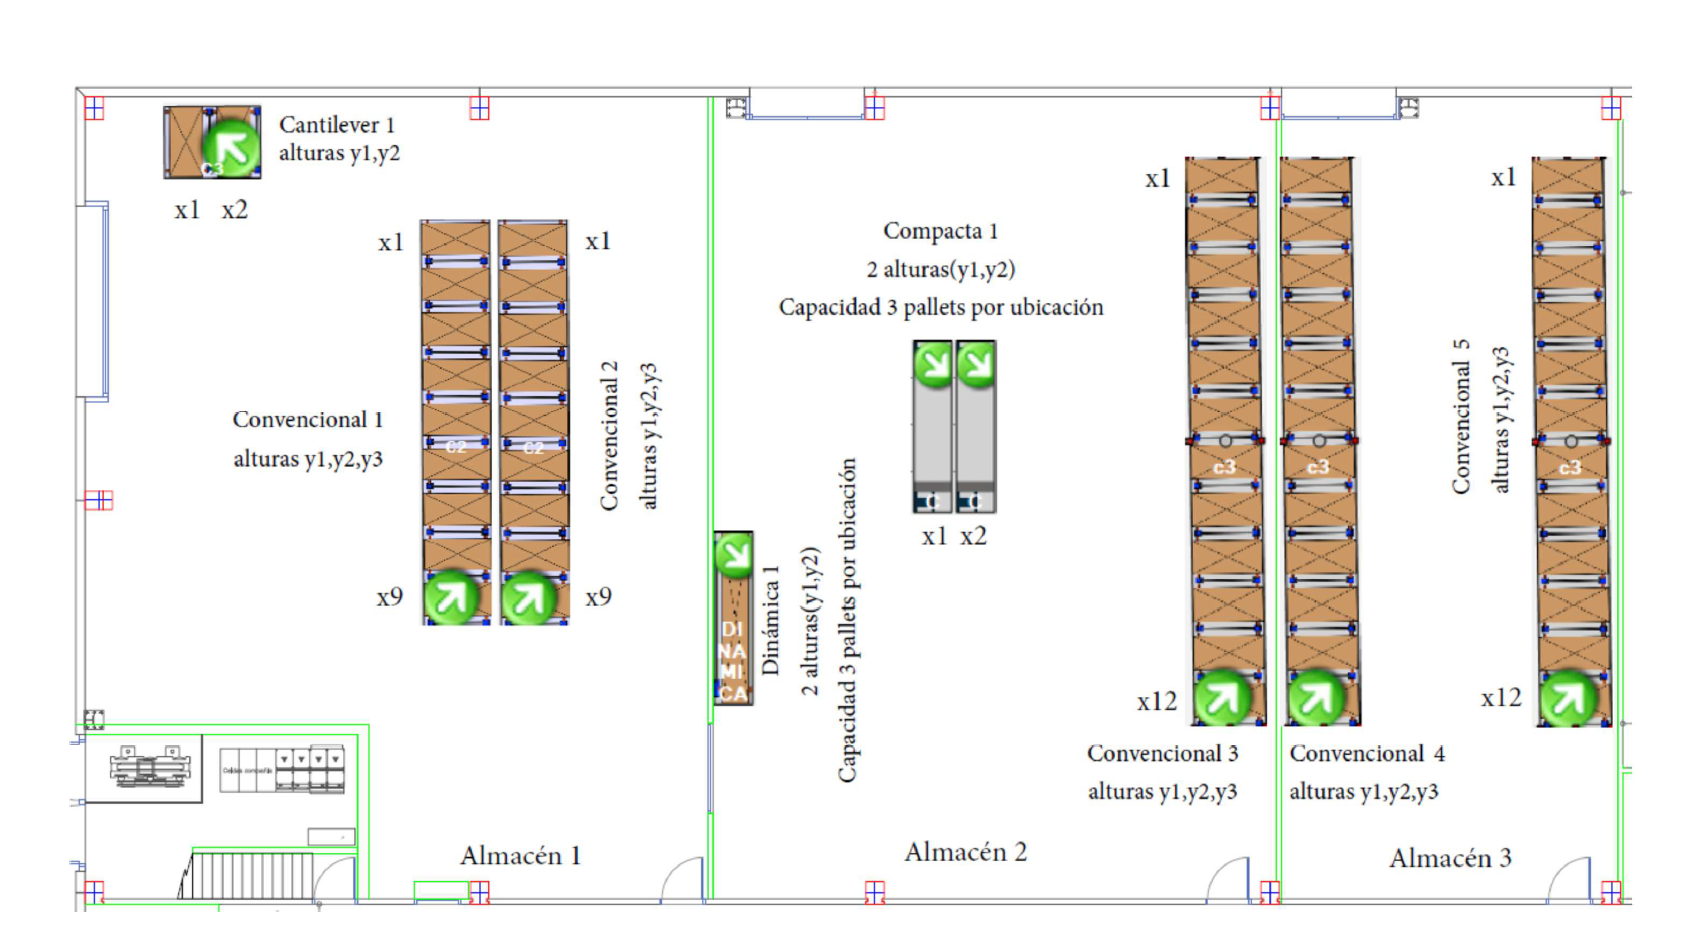 Cantilever 1
alturas y1,y2
C3
x1 x2
x1
x1
Convencional 1
alturas y1,y2,y3
C2
C2
Convencional 2
alturas y1,y2,y3
x9
x9
Almacén 1
Compacta 1
2 alturas(y1,y2)
Capacidad 3 pallets por ubicación
C
C
x1 x2
DI
NA
MI
CA
Dinámica 1
2 alturas(y1,y2)
Capacidad 3 pallets por ubicación
x1
c3
x12
Convencional 3
alturas y1,y2,y3
Almacén 2
c3
Convencional 4
alturas y1,y2,y3
x1
Convencional 5
alturas y1,y2,y3
c3
x12
Almacén 3